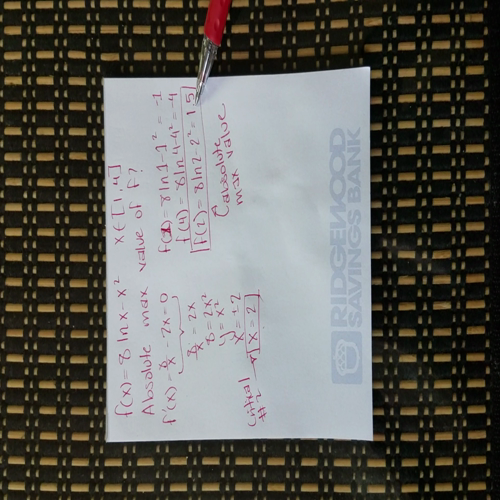 f(x) = 8 ln x - x² x ∈ [1,4]
Absolute max value of f?
f'(x) = 8/x - 2x = 0
8/x = 2x
8 = 2x²
4 = x²
x = ±2
Critical #'s → x = 2
f(1) = 8 ln 1 - 1² = -1
f(4) = 8 ln 4 - 4² = -4
f(2) = 8 ln 2 - 2² = 1.5
absolute
max value
RIDGEWOOD
SAVINGS BANK